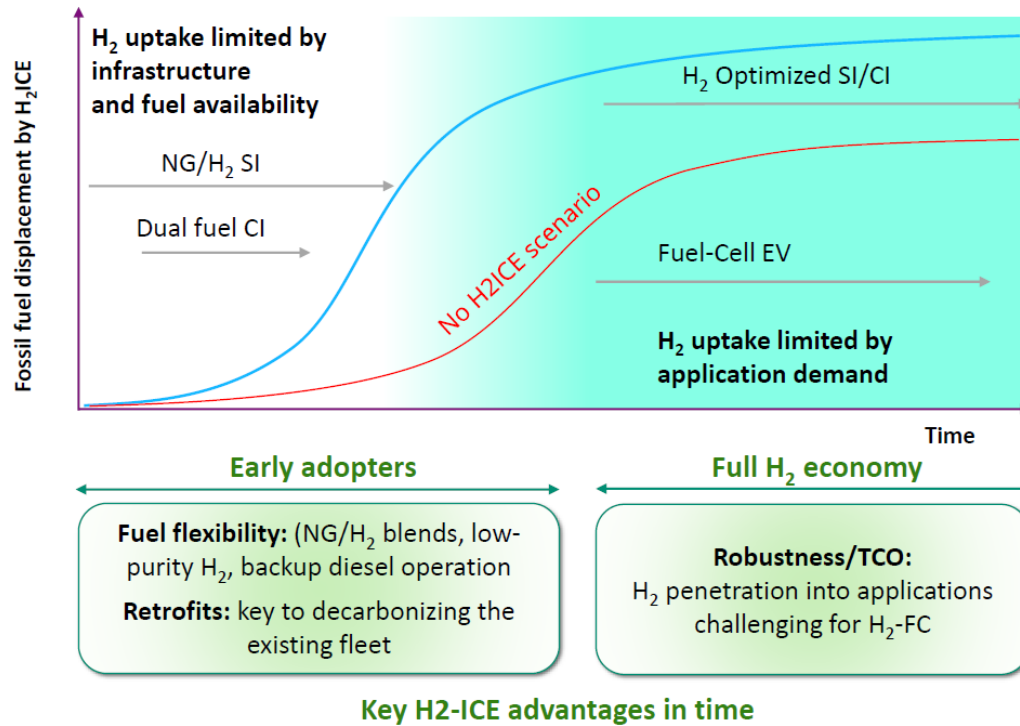 Fossil fuel displacement by H₂ICE
H₂ uptake limited by
infrastructure
and fuel availability
NG/H₂ SI
Dual fuel CI
H₂ Optimized SI/CI
No H2ICE scenario
Fuel-Cell EV
H₂ uptake limited by
application demand
Time
Early adopters
Full H₂ economy
Fuel flexibility: (NG/H₂ blends, low-
purity H₂, backup diesel operation
Retrofits: key to decarbonizing the
existing fleet
Robustness/TCO:
H₂ penetration into applications
challenging for H₂-FC
Key H2-ICE advantages in time